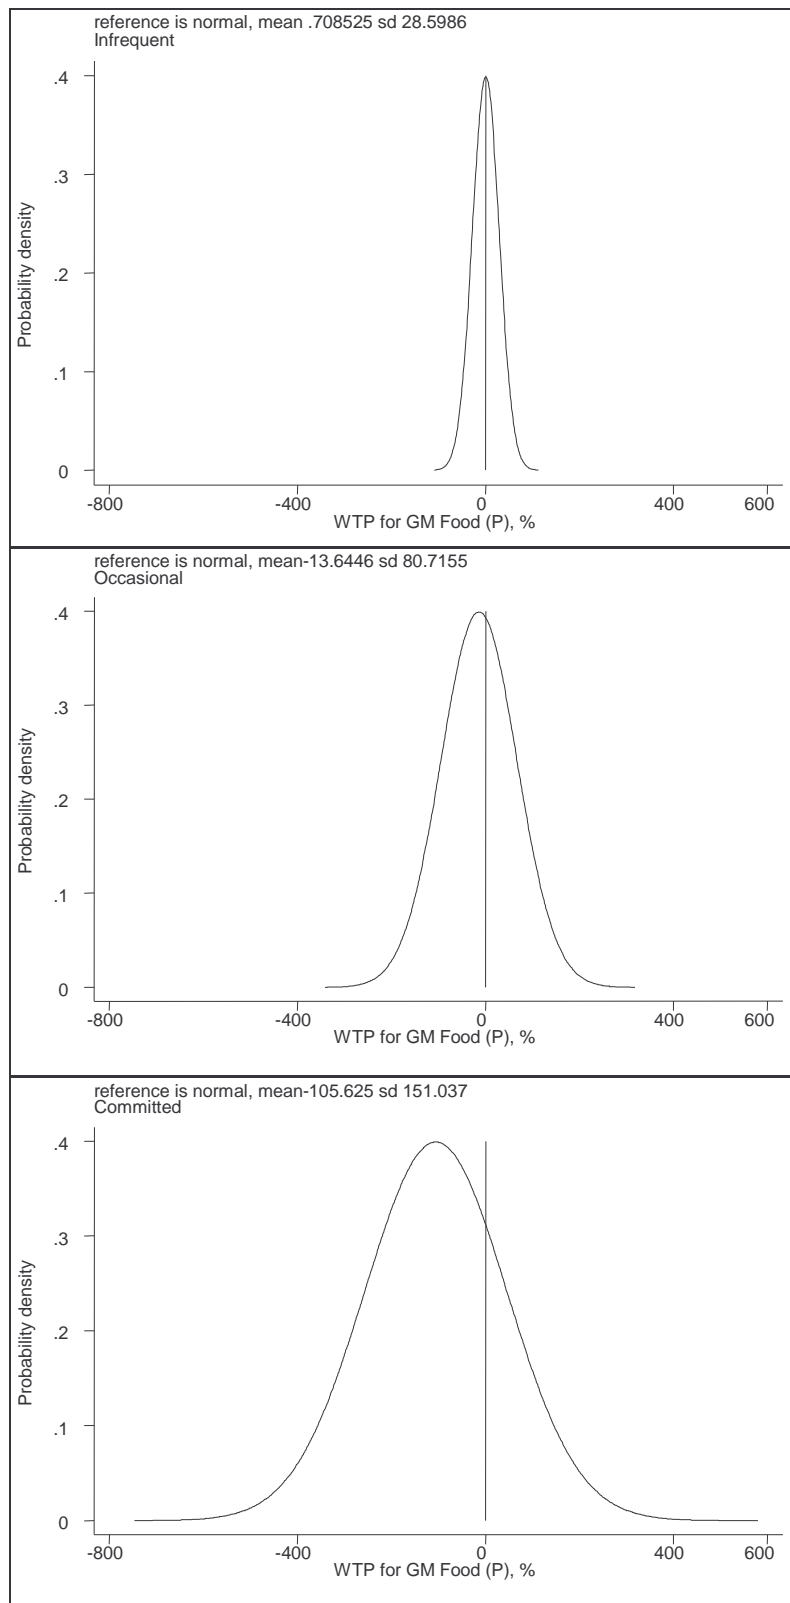 reference is normal, mean .708525 sd 28.5986
Infrequent
.4
.3
.2
.1
0
Probability density
-800 -400 0 400 600
WTP for GM Food (P), %
reference is normal, mean-13.6446 sd 80.7155
Occasional
.4
.3
.2
.1
0
Probability density
-800 -400 0 400 600
WTP for GM Food (P), %
reference is normal, mean-105.625 sd 151.037
Committed
.4
.3
.2
.1
0
Probability density
-800 -400 0 400 600
WTP for GM Food (P), %